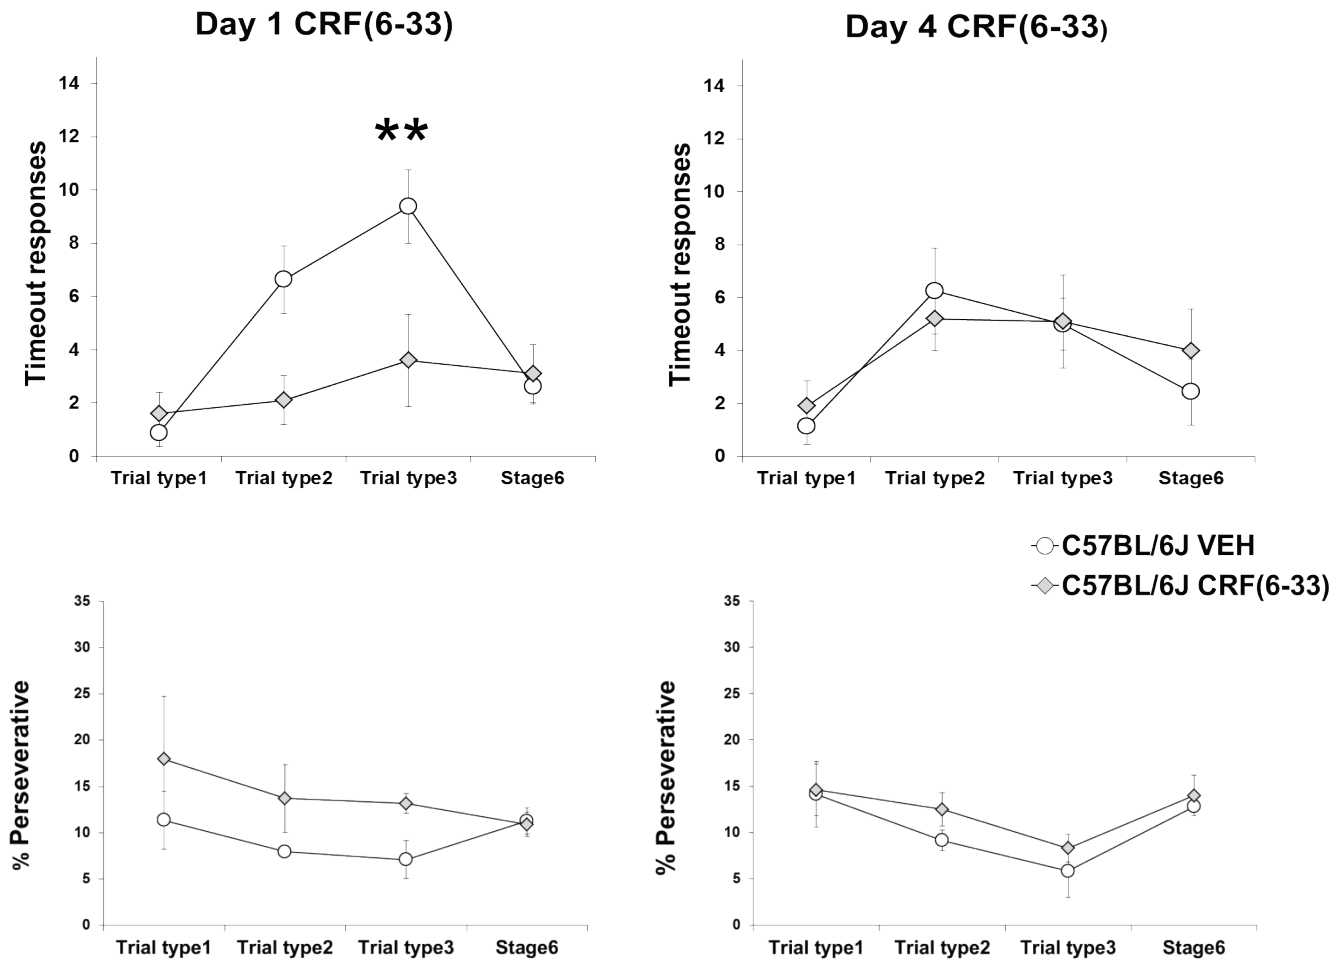 Day 1 CRF(6-33)
Day 4 CRF(6-33)
Timeout responses
14
12
10
8
6
4
2
0
**
Trial type1 Trial type2 Trial type3 Stage6
Timeout responses
14
12
10
8
6
4
2
0
Trial type1 Trial type2 Trial type3 Stage6
C57BL/6J VEH
C57BL/6J CRF(6-33)
% Perseverative
35
30
25
20
15
10
5
0
Trial type1 Trial type2 Trial type3 Stage6
% Perseverative
35
30
25
20
15
10
5
0
Trial type1 Trial type2 Trial type3 Stage6